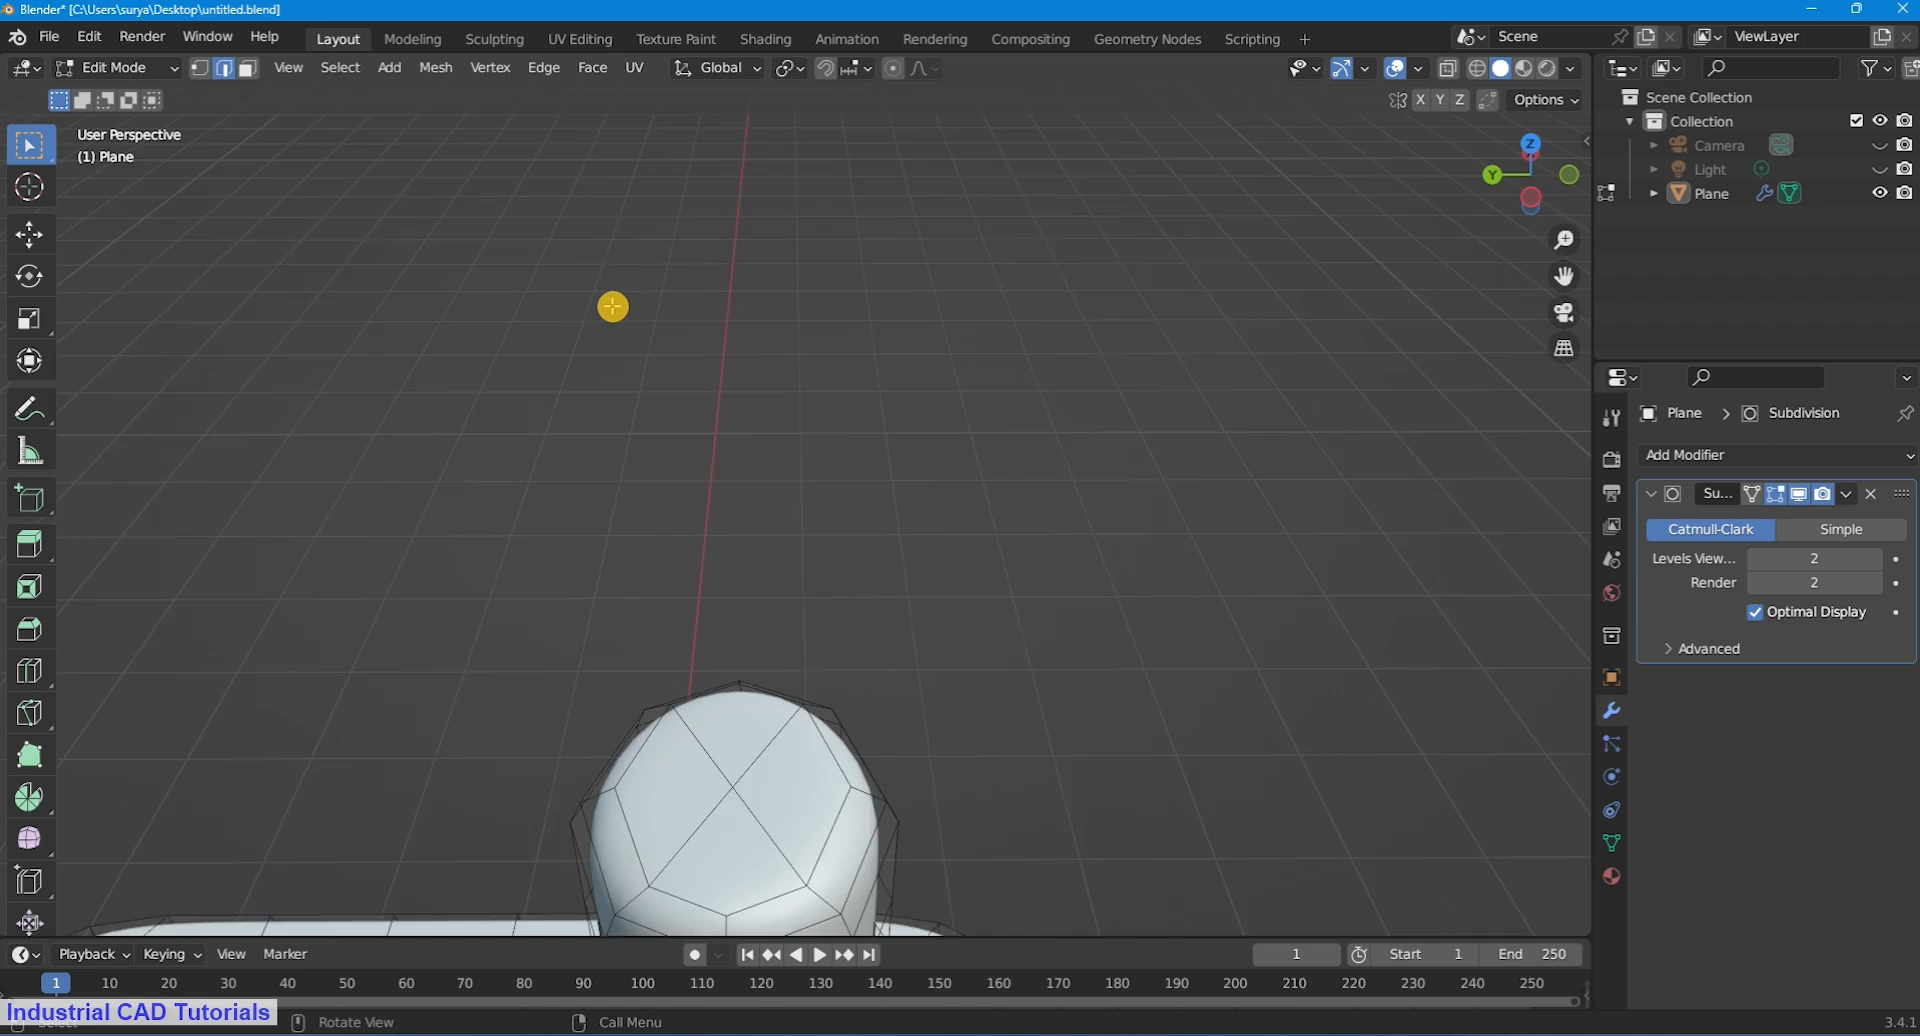 Blender* [C:\Users\surya\Desktop\untitled.blend]
File Edit Render Window Help Layout Modeling Sculpting UV Editing Texture Paint Shading Animation Rendering Compositing Geometry Nodes Scripting + Scene ViewLayer
Edit Mode View Select Add Mesh Vertex Edge Face UV Global
X Y Z Options
User Perspective
(1) Plane
Z
Y
Scene Collection
Collection
Camera
Light
Plane
Plane > Subdivision
Add Modifier
Su...
Catmull-Clark Simple
Levels View... 2
Render 2
Optimal Display
Advanced
Playback Keying View Marker 1 Start 1 End 250
1 10 20 30 40 50 60 70 80 90 100 110 120 130 140 150 160 170 180 190 200 210 220 230 240 250
Industrial CAD Tutorials
Rotate View Call Menu 3.4.1